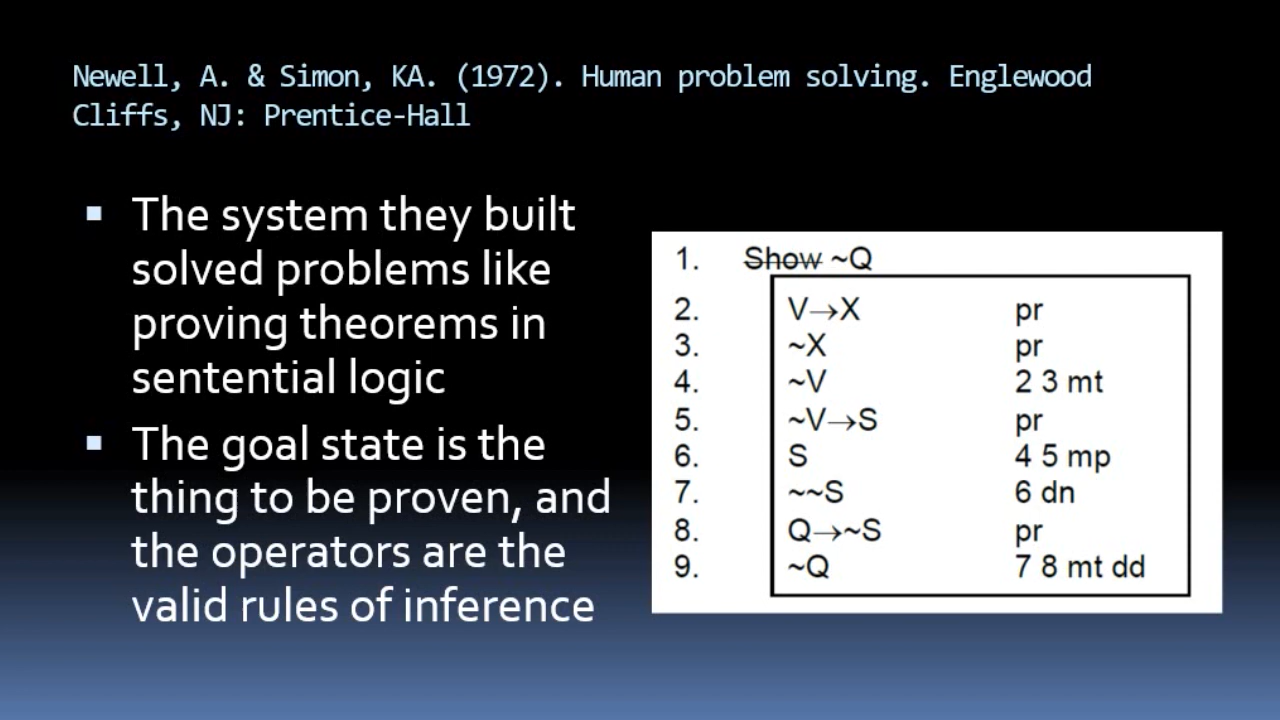 Newell, A. & Simon, KA. (1972). Human problem solving. Englewood
Cliffs, NJ: Prentice-Hall
▪ The system they built
solved problems like
proving theorems in
sentential logic
▪ The goal state is the
thing to be proven, and
the operators are the
valid rules of inference
1. Show ~Q
2. V→X pr
3. ~X pr
4. ~V 2 3 mt
5. ~V→S pr
6. S 4 5 mp
7. ~~S 6 dn
8. Q→~S pr
9. ~Q 7 8 mt dd